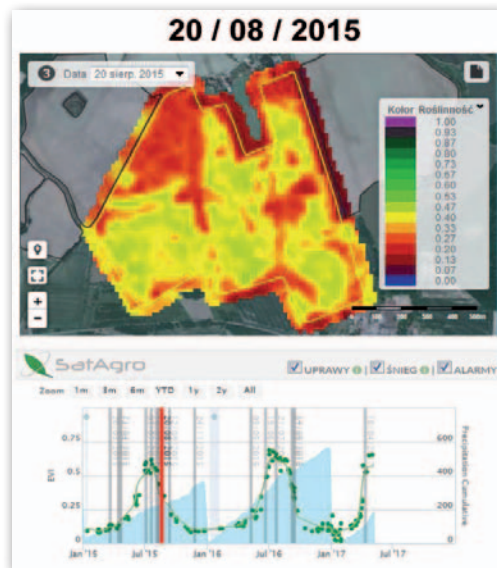 20 / 08 / 2015
3 Data 20 sierp. 2015
Kolor Roślinność
1.00
0.93
0.87
0.80
0.73
0.67
0.60
0.53
0.47
0.40
0.33
0.27
0.20
0.13
0.07
0.00
+
−
SatAgro
UPRAWY | ŚNIEG | ALARMY
Zoom 1m 3m 6m YTD 1y 2y All
EVI
0.75
0.5
0.25
0
Precipitation Cumulative
600
400
200
0
Jan '15 Jul '15 Jan '16 Jul '16 Jan '17 Jul '17